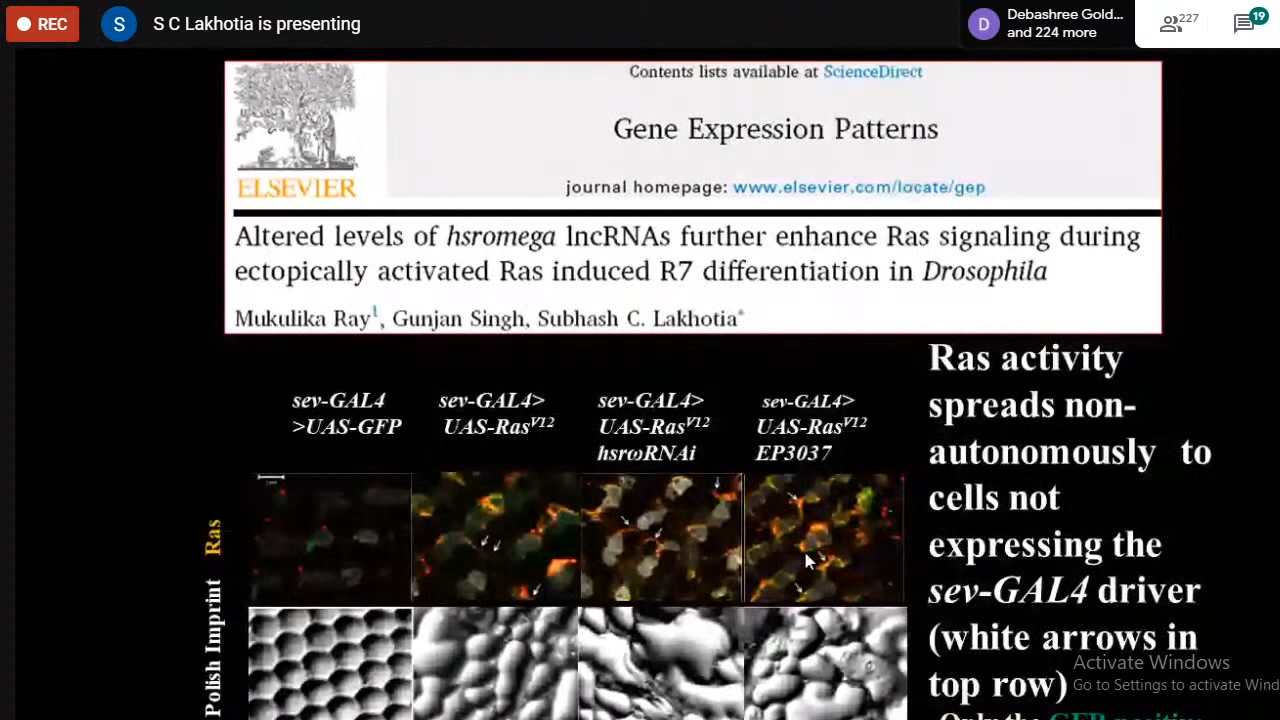 REC
S
S C Lakhotia is presenting
D
Debashree Gold...
and 224 more
227
19
Contents lists available at ScienceDirect
Gene Expression Patterns
ELSEVIER
journal homepage: www.elsevier.com/locate/gep
Altered levels of hsromega lncRNAs further enhance Ras signaling during
ectopically activated Ras induced R7 differentiation in Drosophila
Mukulika Ray¹, Gunjan Singh, Subhash C. Lakhotia*
sev-GAL4
>UAS-GFP
sev-GAL4>
UAS-Rasⱽ¹²
sev-GAL4>
UAS-Rasⱽ¹²
hsrωRNAi
sev-GAL4>
UAS-Rasⱽ¹²
EP3037
Ras
Polish Imprint
Ras activity
spreads non-
autonomously to
cells not
expressing the
sev-GAL4 driver
(white arrows in
top row)
Only the GFP positive
Activate Windows
Go to Settings to activate Wind